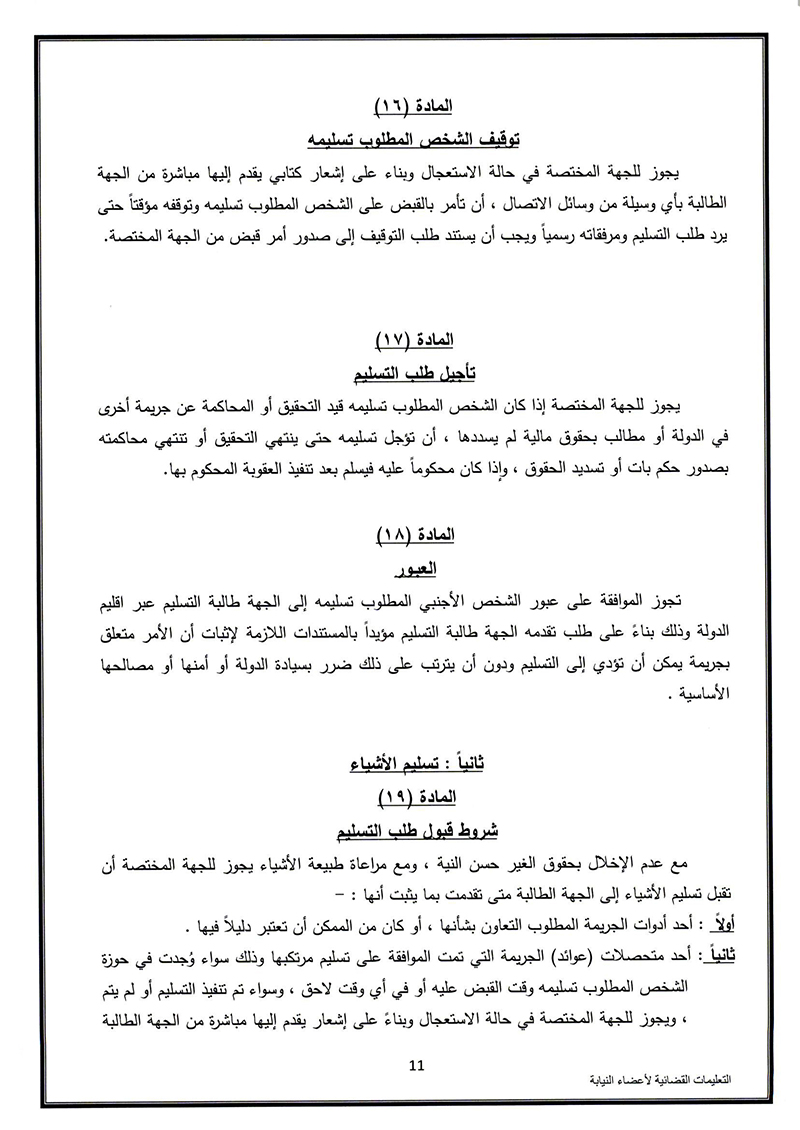 المادة (١٦)
توقيف الشخص المطلوب تسليمه
يجوز للجهة المختصة في حالة الاستعجال وبناء على إشعار كتابي يقدم إليها مباشرة من الجهة
الطالبة بأي وسيلة من وسائل الاتصال ، أن تأمر بالقبض على الشخص المطلوب تسليمه وتوقفه مؤقتاً حتى
يرد طلب التسليم ومرفقاته رسمياً ويجب أن يستند طلب التوقيف إلى صدور أمر قبض من الجهة المختصة.
المادة (١٧)
تأجيل طلب التسليم
يجوز للجهة المختصة إذا كان الشخص المطلوب تسليمه قيد التحقيق أو المحاكمة عن جريمة أخرى
في الدولة أو مطالب بحقوق مالية لم يسددها ، أن تؤجل تسليمه حتى ينتهي التحقيق أو تنتهي محاكمته
بصدور حكم بات أو تسديد الحقوق ، وإذا كان محكوماً عليه فيسلم بعد تنفيذ العقوبة المحكوم بها.
المادة (١٨)
العبور
تجوز الموافقة على عبور الشخص الأجنبي المطلوب تسليمه إلى الجهة طالبة التسليم عبر اقليم
الدولة وذلك بناءً على طلب تقدمه الجهة طالبة التسليم مؤيداً بالمستندات اللازمة لإثبات أن الأمر متعلق
بجريمة يمكن أن تؤدي إلى التسليم ودون أن يترتب على ذلك ضرر بسيادة الدولة أو أمنها أو مصالحها
الأساسية .
ثانياً : تسليم الأشياء
المادة (١٩)
شروط قبول طلب التسليم
مع عدم الإخلال بحقوق الغير حسن النية ، ومع مراعاة طبيعة الأشياء يجوز للجهة المختصة أن
تقبل تسليم الأشياء إلى الجهة الطالبة متى تقدمت بما يثبت أنها : –
أولاً : أحد أدوات الجريمة المطلوب التعاون بشأنها ، أو كان من الممكن أن تعتبر دليلاً فيها .
ثانياً : أحد متحصلات (عوائد) الجريمة التي تمت الموافقة على تسليم مرتكبها وذلك سواء وُجدت في حوزة
الشخص المطلوب تسليمه وقت القبض عليه أو في أي وقت لاحق ، وسواء تم تنفيذ التسليم أو لم يتم
، ويجوز للجهة المختصة في حالة الاستعجال وبناءً على إشعار يقدم إليها مباشرة من الجهة الطالبة
11
التعليمات القضائية لأعضاء النيابة